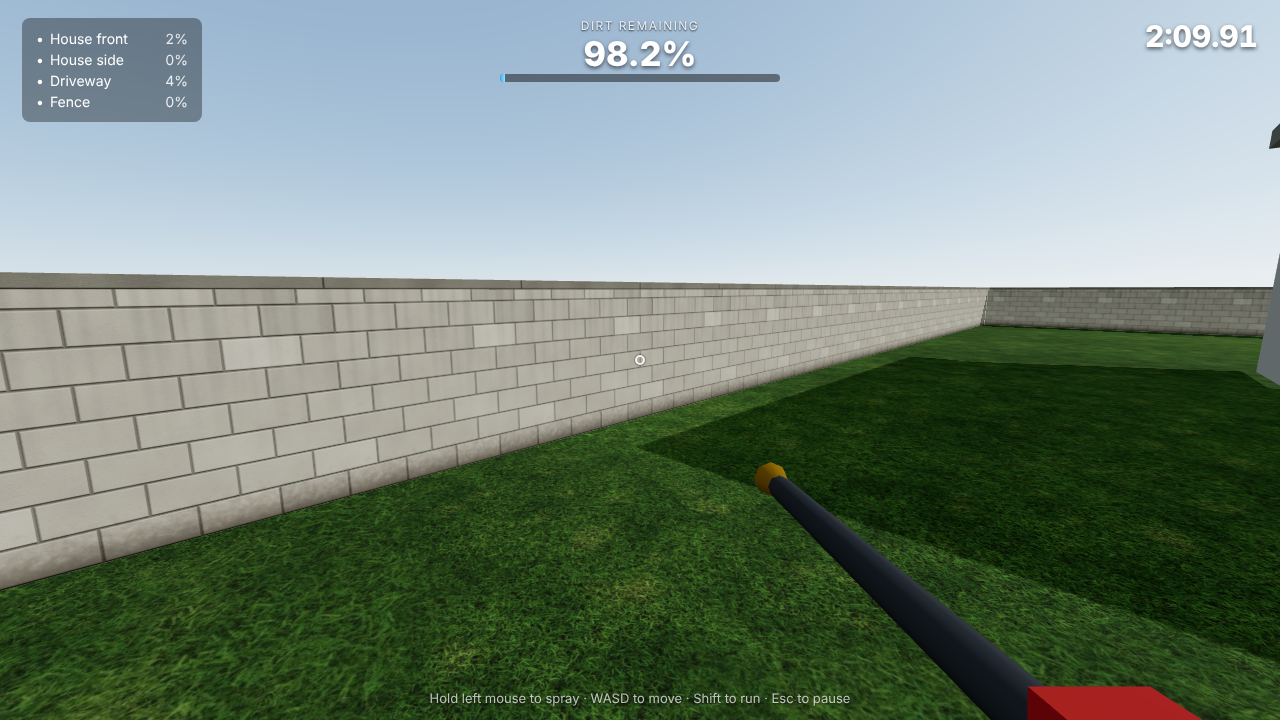 House front 2%
House side 0%
Driveway 4%
Fence 0%
DIRT REMAINING
98.2%
2:09.91
Hold left mouse to spray · WASD to move · Shift to run · Esc to pause